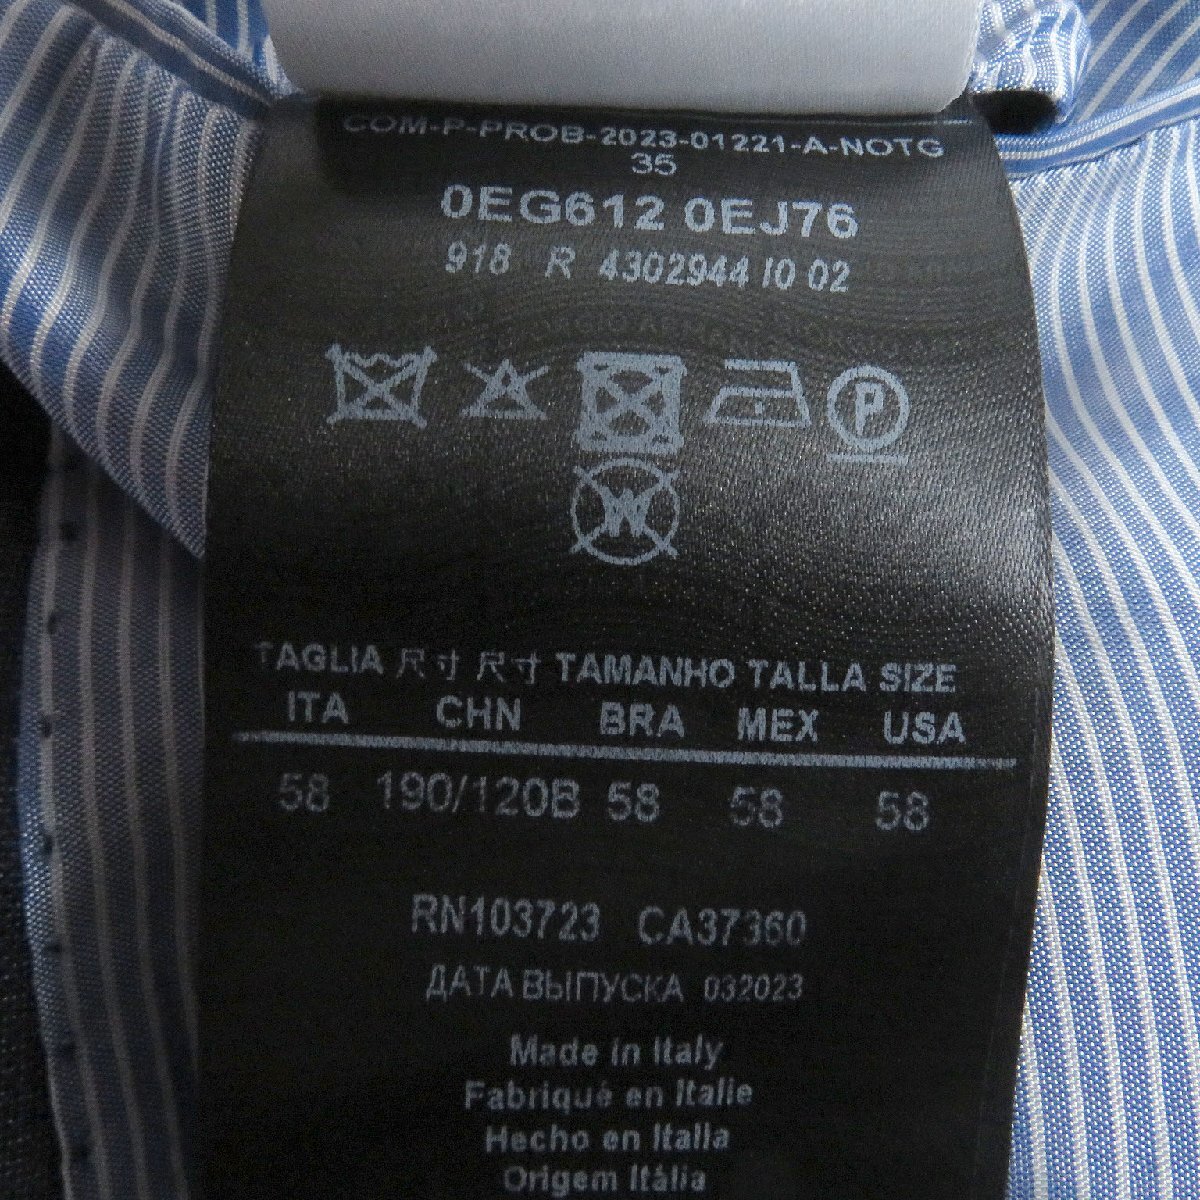 COM-P-PROB-2023-01221-A-NOTG
35
0EG612 0EJ76
918 R 4302944 I0 02
P
W
TAGLIA 尺寸 尺寸 TAMANHO TALLA SIZE
ITA CHN BRA MEX USA
58 190/120B 58 58 58
RN103723 CA37360
ДАТА ВЫПУСКА 032023
Made in Italy
Fabriqué en Italie
Hecho en Italia
Origem Itàlia